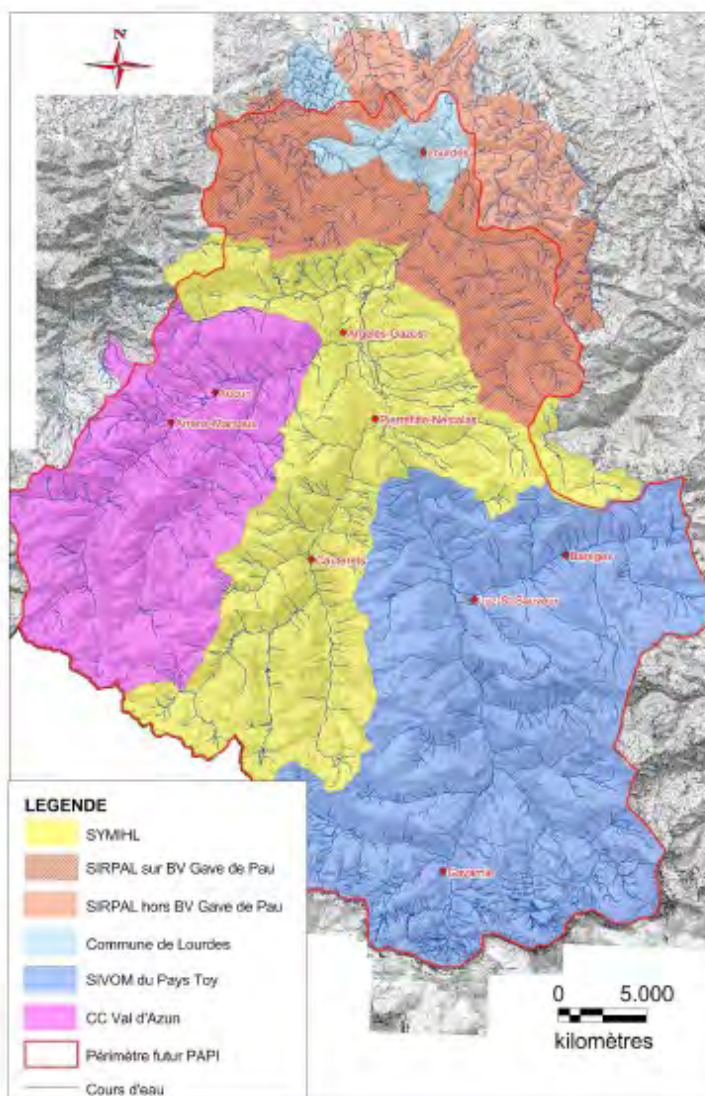 N
Lourdes
Argelès-Gazost
Aucun
Arrens-Marsous
Pierrefitte-Nestalas
Cauterets
Barèges
Luz-St-Sauveur
Gavarnie
LEGENDE
SYMIHL
SIRPAL sur BV Gave de Pau
SIRPAL hors BV Gave de Pau
Commune de Lourdes
SIVOM du Pays Toy
CC Val d'Azun
Périmètre futur PAPI
Cours d'eau
0 5.000
kilomètres